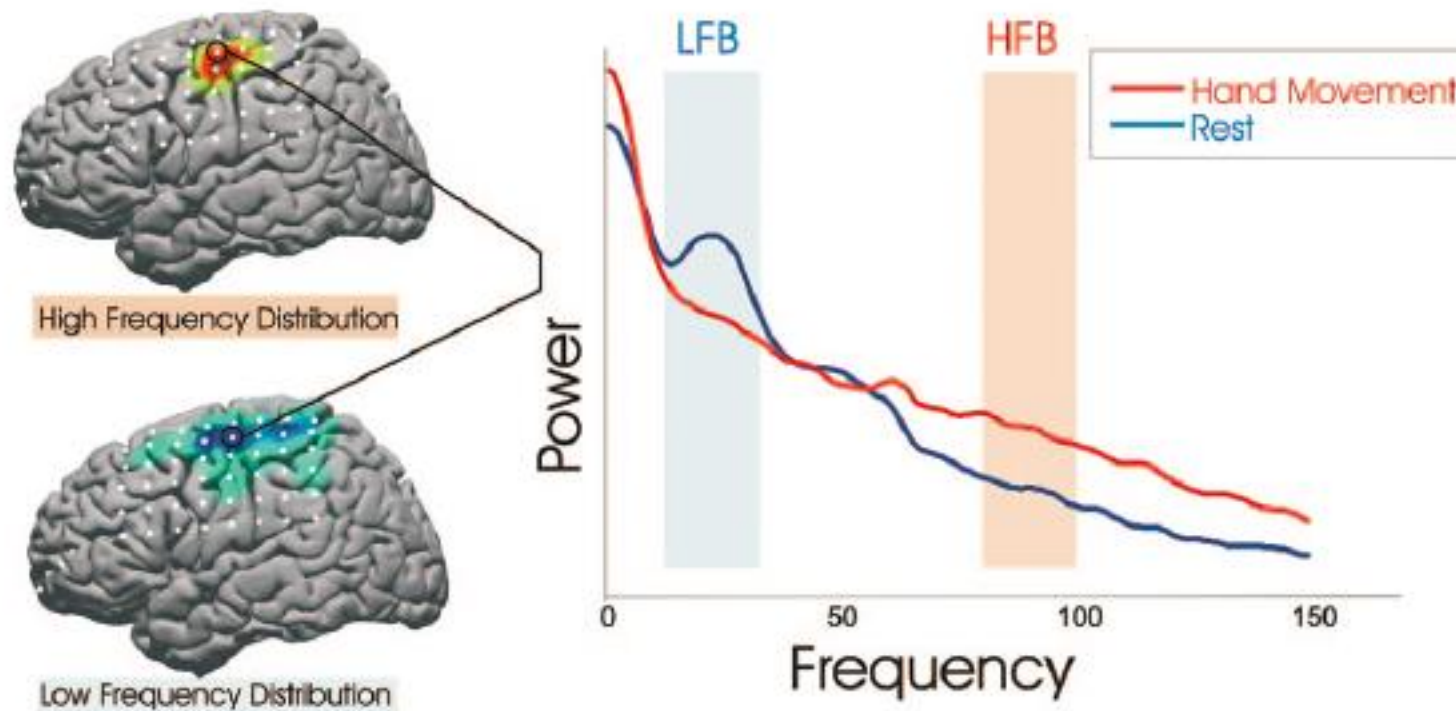 LFB
HFB
Hand Movement
Rest
High Frequency Distribution
Power
0
50
100
150
Frequency
Low Frequency Distribution